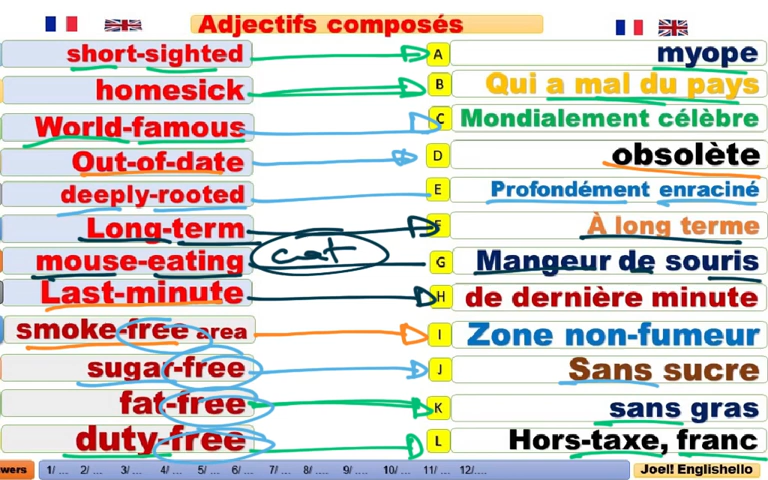 Adjectifs composés
short-sighted A myope
homesick B Qui a mal du pays
World-famous C Mondialement célèbre
Out-of-date D obsolète
deeply-rooted E Profondément enraciné
Long-term F À long terme
cat
mouse-eating G Mangeur de souris
Last-minute H de dernière minute
smoke-free area I Zone non-fumeur
sugar-free J Sans sucre
fat-free K sans gras
duty-free L Hors-taxe, franc
wers 1/ .... 2/ .... 3/ .... 4/ .... 5/ .... 6/ .... 7/ .... 8/ .... 9/ .... 10/ .... 11/ .... 12/.... Joel! Englishello